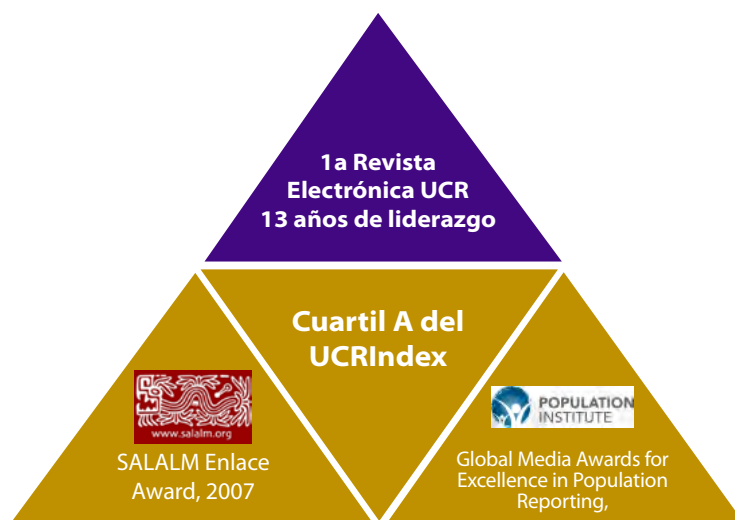 1a Revista
Electrónica UCR
13 años de liderazgo
Cuartil A del
UCRIndex
www.salalm.org
SALALM Enlace
Award, 2007
POPULATION
INSTITUTE
Global Media Awards for
Excellence in Population
Reporting,